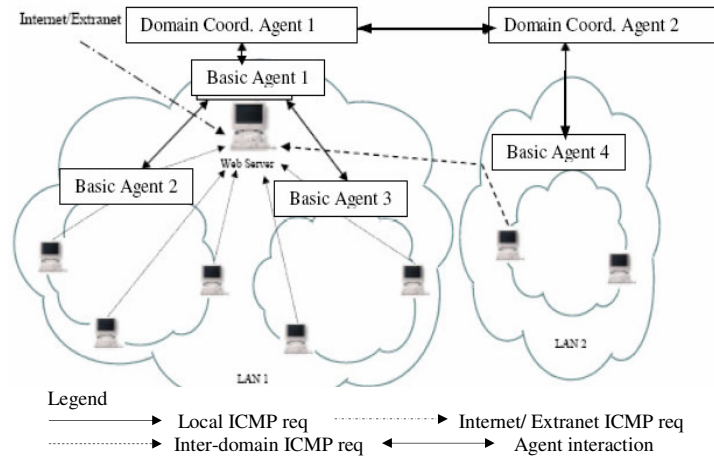 Internet/Extranet
Domain Coord. Agent 1
Domain Coord. Agent 2
Basic Agent 1
Web Server
Basic Agent 4
Basic Agent 2
Basic Agent 3
LAN 1
LAN 2
Legend
Local ICMP req
Internet/ Extranet ICMP req
Inter-domain ICMP req
Agent interaction